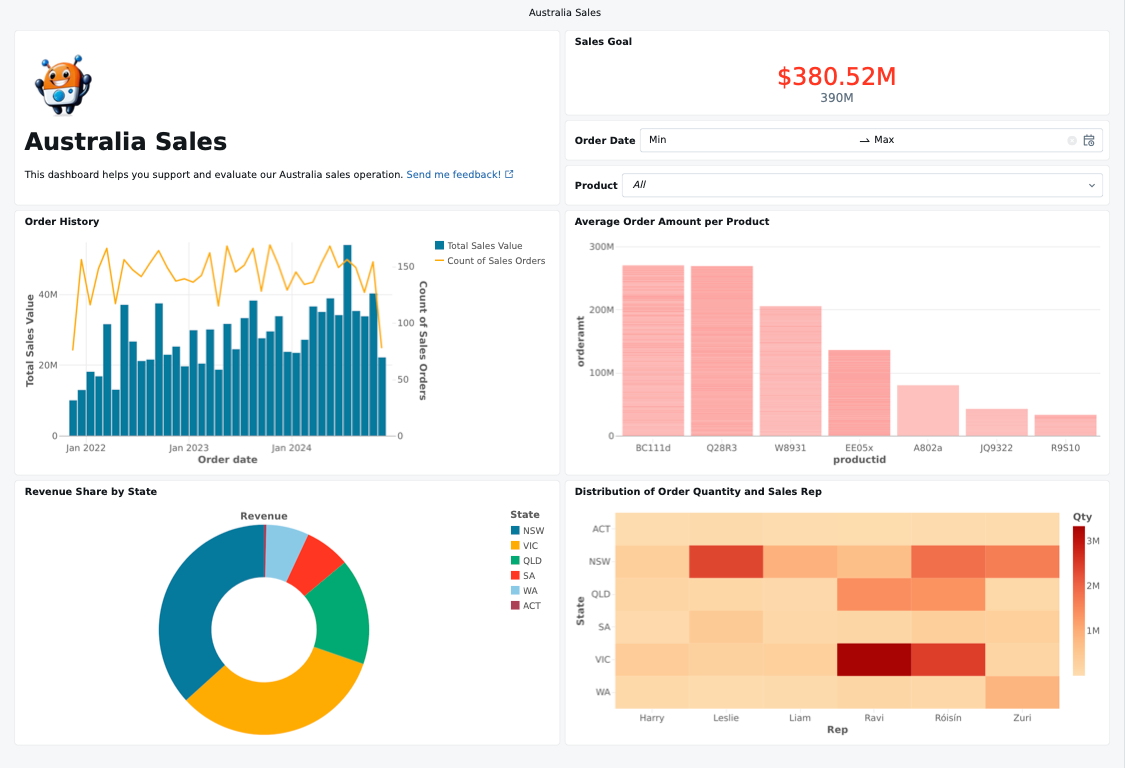 Australia Sales
Australia Sales
This dashboard helps you support and evaluate our Australia sales operation. Send me feedback!
Sales Goal
$380.52M
390M
Order Date Min Max
Product All
Order History
Total Sales Value
40M
20M
0
Jan 2022 Jan 2023 Jan 2024
Order date
150
100
50
0
Count of Sales Orders
Total Sales Value
Count of Sales Orders
Average Order Amount per Product
orderamt
300M
200M
100M
0
BC111d Q28R3 W8931 EE05x A802a JQ9322 R9S10
productid
Revenue Share by State
Revenue
State
NSW
VIC
QLD
SA
WA
ACT
Distribution of Order Quantity and Sales Rep
State
ACT
NSW
QLD
SA
VIC
WA
Harry Leslie Liam Ravi Róisín Zuri
Rep
Qty
3M
2M
1M